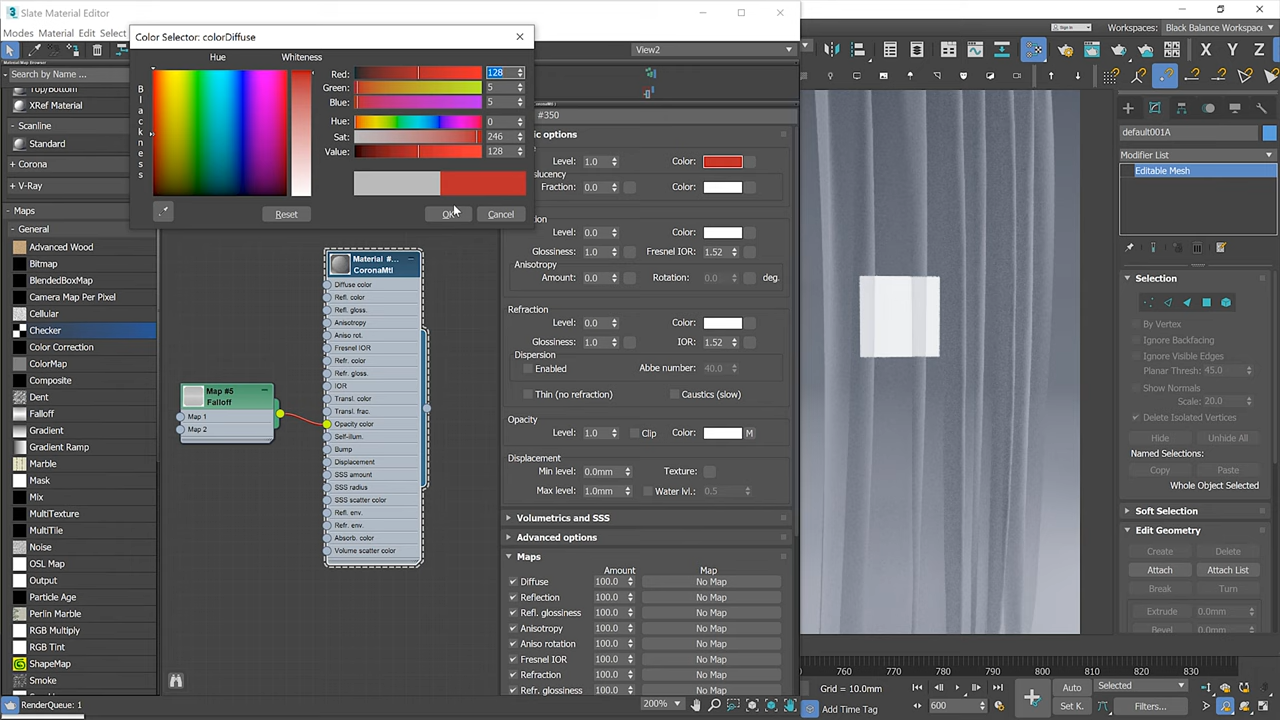 Slate Material Editor
Modes Material Edit Select
Search by Name ...
Top/Bottom
XRef Material
Scanline
Standard
Corona
V-Ray
Maps
General
Advanced Wood
Bitmap
BlendedBoxMap
Camera Map Per Pixel
Cellular
Checker
Color Correction
ColorMap
Composite
Dent
Falloff
Gradient
Gradient Ramp
Marble
Mask
Mix
MultiTexture
MultiTile
Noise
OSL Map
Output
Particle Age
Perlin Marble
RGB Multiply
RGB Tint
ShapeMap
Smoke
RenderQueue: 1
Color Selector: colorDiffuse
Hue
Whiteness
Blackness
Red: 128
Green: 5
Blue: 5
Hue: 0
Sat: 246
Value: 128
Reset
OK
Cancel
View2
Map #5
Falloff
Map 1
Map 2
Material #...
CoronaMtl
Diffuse color
Refl. color
Refl. gloss.
Anisotropy
Aniso rot.
Fresnel IOR
Refr. color
Refr. gloss.
IOR
Transl. color
Transl. frac.
Opacity color
Self-illum.
Bump
Displacement
SSS amount
SSS radius
SSS scatter color
Refl. env.
Refr. env.
Absorb. color
Volume scatter color
#350
ic options
Level: 1.0 Color:
slucency
Fraction: 0.0 Color:
tion
Level: 0.0 Color:
Glossiness: 1.0 Fresnel IOR: 1.52
Anisotropy
Amount: 0.0 Rotation: 0.0 deg.
Refraction
Level: 0.0 Color:
Glossiness: 1.0 IOR: 1.52
Dispersion
Enabled Abbe number: 40.0
Thin (no refraction) Caustics (slow)
Opacity
Level: 1.0 Clip Color: M
Displacement
Min level: 0.0mm Texture:
Max level: 1.0mm Water lvl.: 0.5
Volumetrics and SSS
Advanced options
Maps
Amount Map
Diffuse 100.0 No Map
Reflection 100.0 No Map
Refl. glossiness 100.0 No Map
Anisotropy 100.0 No Map
Aniso rotation 100.0 No Map
Fresnel IOR 100.0 No Map
Refraction 100.0 No Map
Refr. glossiness 100.0 No Map
200%
Sign In
Workspaces: Black Balance Workspac
X Y Z
default001A
Modifier List
Editable Mesh
Selection
By Vertex
Ignore Backfacing
Ignore Visible Edges
Planar Thresh: 45.0
Show Normals
Scale: 20.0
Delete Isolated Vertices
Hide Unhide All
Named Selections:
Copy Paste
Whole Object Selected
Soft Selection
Edit Geometry
Create Delete
Attach Attach List
Break Turn
Extrude 0.0mm
Bevel
760 770 780 790 800 810 820 830
Grid = 10.0mm
Auto Selected
Add Time Tag
600
Set K. Filters...